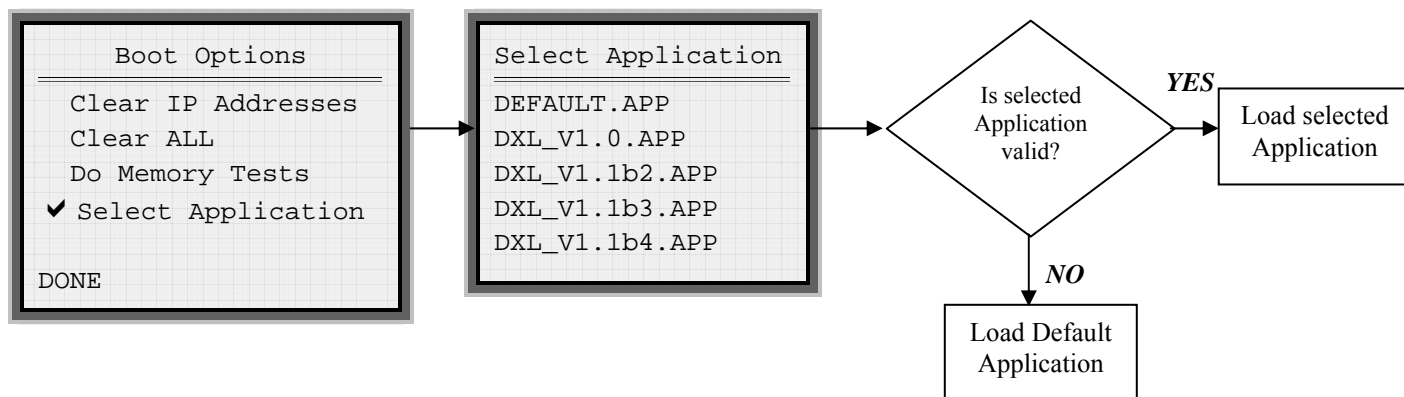 Boot Options
Clear IP Addresses
Clear ALL
Do Memory Tests
✔ Select Application
DONE
Select Application
DEFAULT.APP
DXL_V1.0.APP
DXL_V1.1b2.APP
DXL_V1.1b3.APP
DXL_V1.1b4.APP
Is selected
Application
valid?
YES
Load selected
Application
NO
Load Default
Application